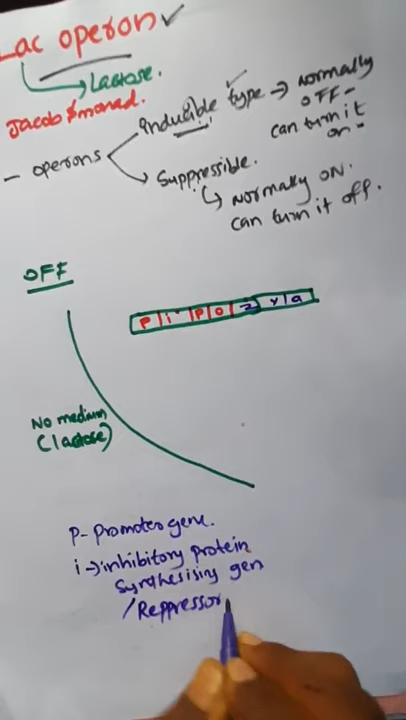 Lac operon ✓
→ Lactose.
Jacob & monad.
- operons
Inducible type → normally
OFF -
can turn it
on -
Suppressible.
↳ normally ON.
can turn it off.
OFF
P i P O z y a
No medium
(lactose)
P - Promoter gene.
i → inhibitory protein
Synthesising gen
/Reppressor